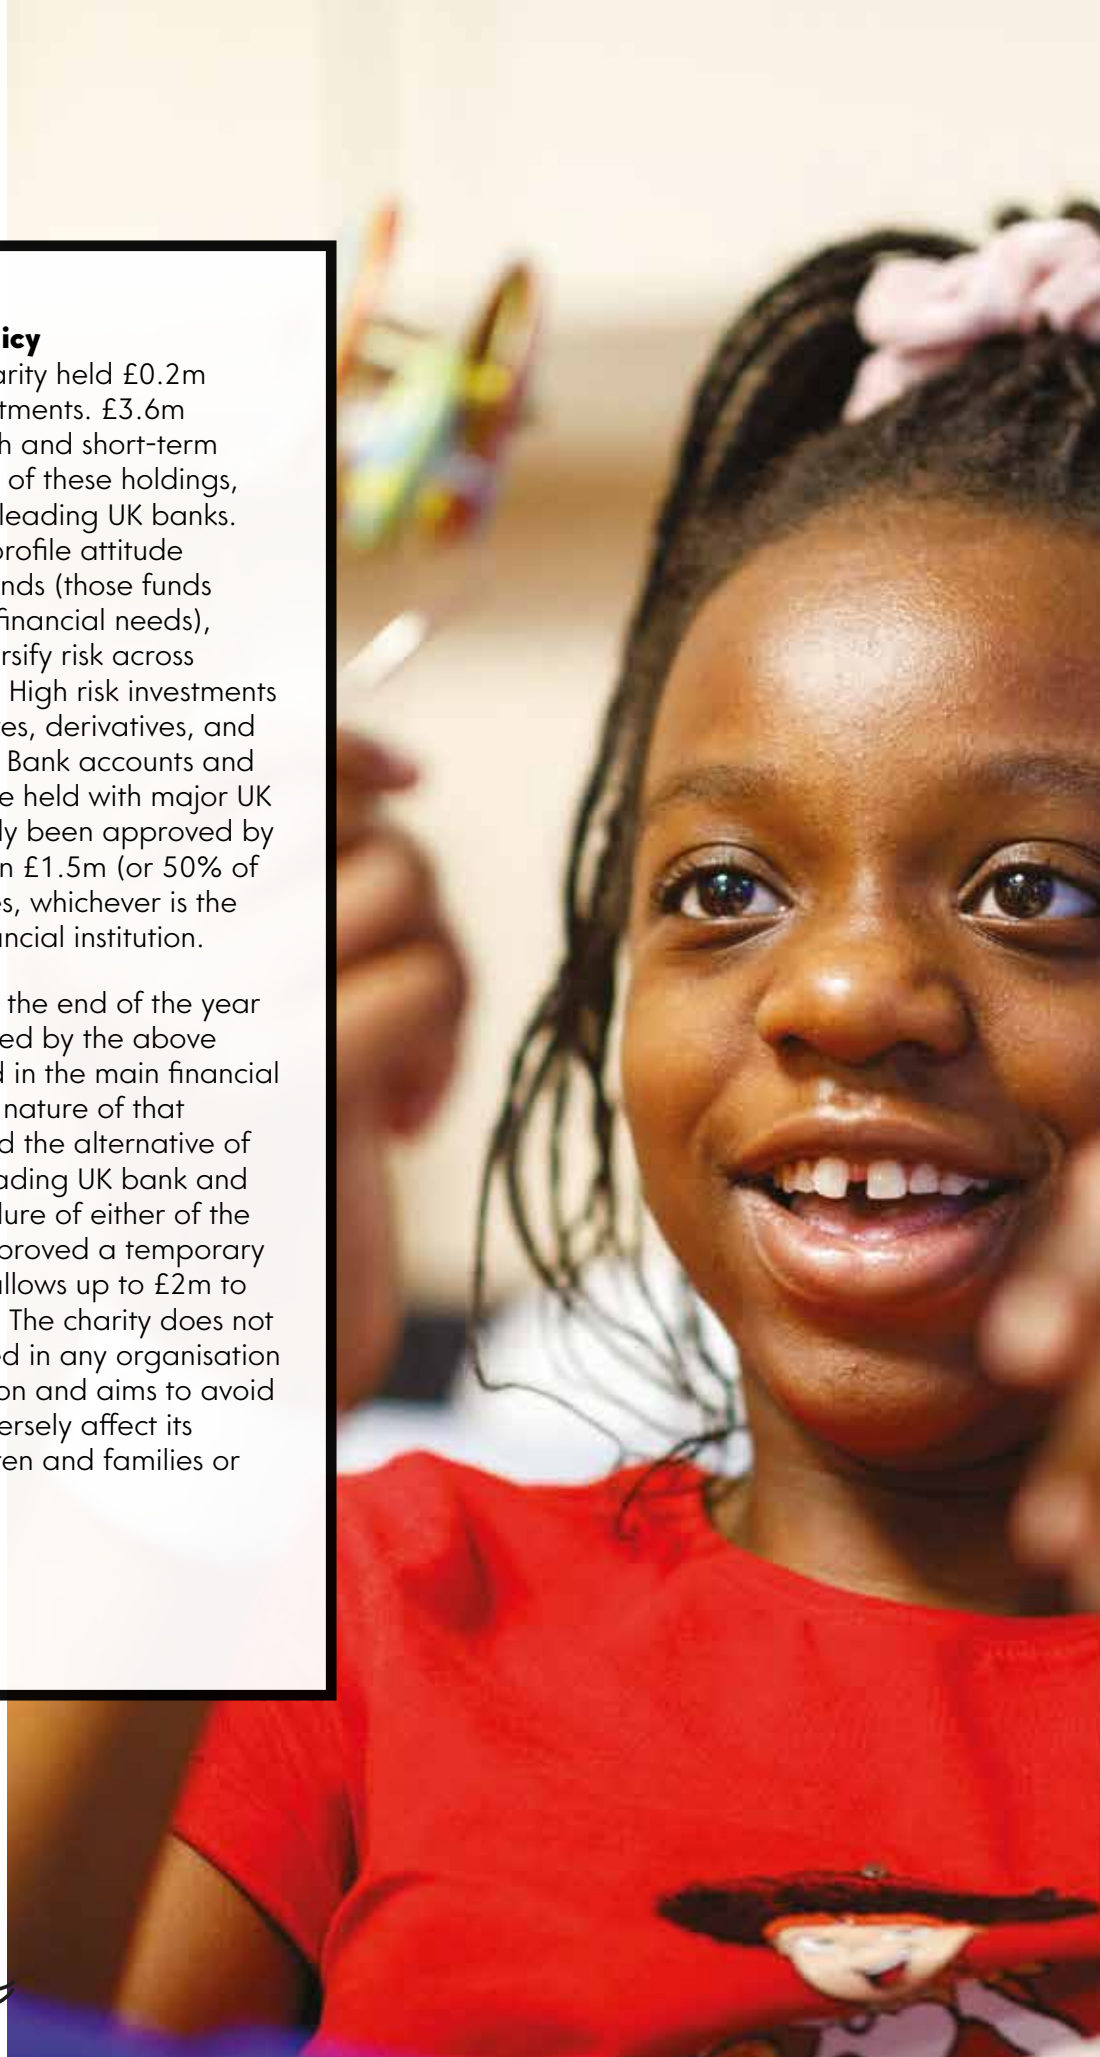 icy
arity held £0.2m
tments. £3.6m
h and short-term
of these holdings,
leading UK banks.
profile attitude
nds (those funds
financial needs),
rsify risk across
High risk investments
es, derivatives, and
Bank accounts and
e held with major UK
ly been approved by
n £1.5m (or 50% of
s, whichever is the
ncial institution.
the end of the year
ed by the above
d in the main financial
nature of that
d the alternative of
ading UK bank and
lure of either of the
proved a temporary
allows up to £2m to
The charity does not
ed in any organisation
on and aims to avoid
ersely affect its
ren and families or